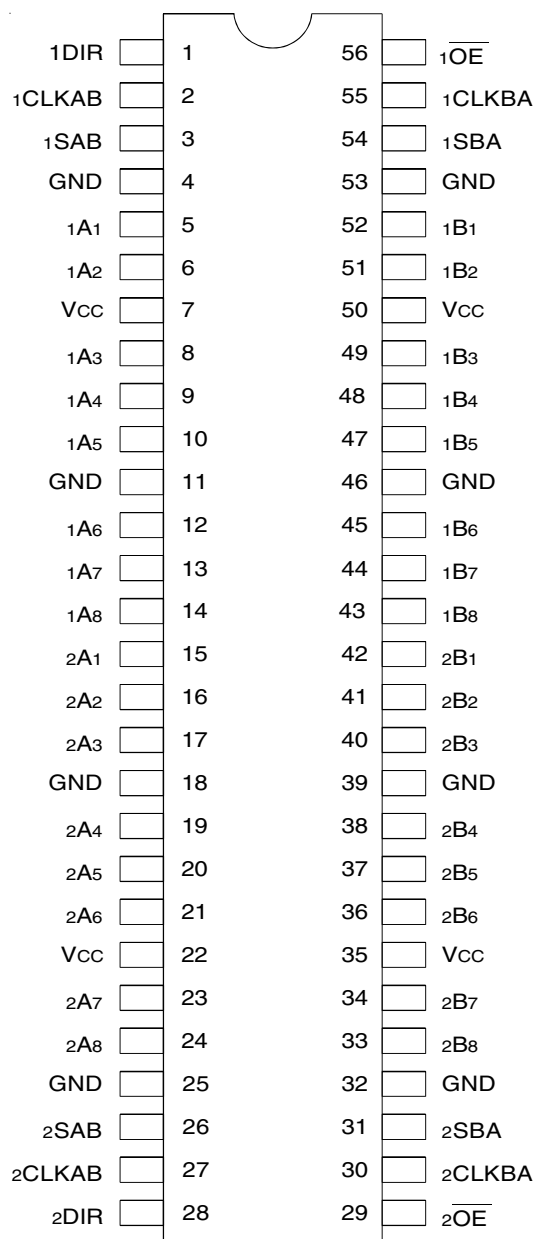 1DIR 1 56 1OE
1CLKAB 2 55 1CLKBA
1SAB 3 54 1SBA
GND 4 53 GND
1A1 5 52 1B1
1A2 6 51 1B2
VCC 7 50 VCC
1A3 8 49 1B3
1A4 9 48 1B4
1A5 10 47 1B5
GND 11 46 GND
1A6 12 45 1B6
1A7 13 44 1B7
1A8 14 43 1B8
2A1 15 42 2B1
2A2 16 41 2B2
2A3 17 40 2B3
GND 18 39 GND
2A4 19 38 2B4
2A5 20 37 2B5
2A6 21 36 2B6
VCC 22 35 VCC
2A7 23 34 2B7
2A8 24 33 2B8
GND 25 32 GND
2SAB 26 31 2SBA
2CLKAB 27 30 2CLKBA
2DIR 28 29 2OE